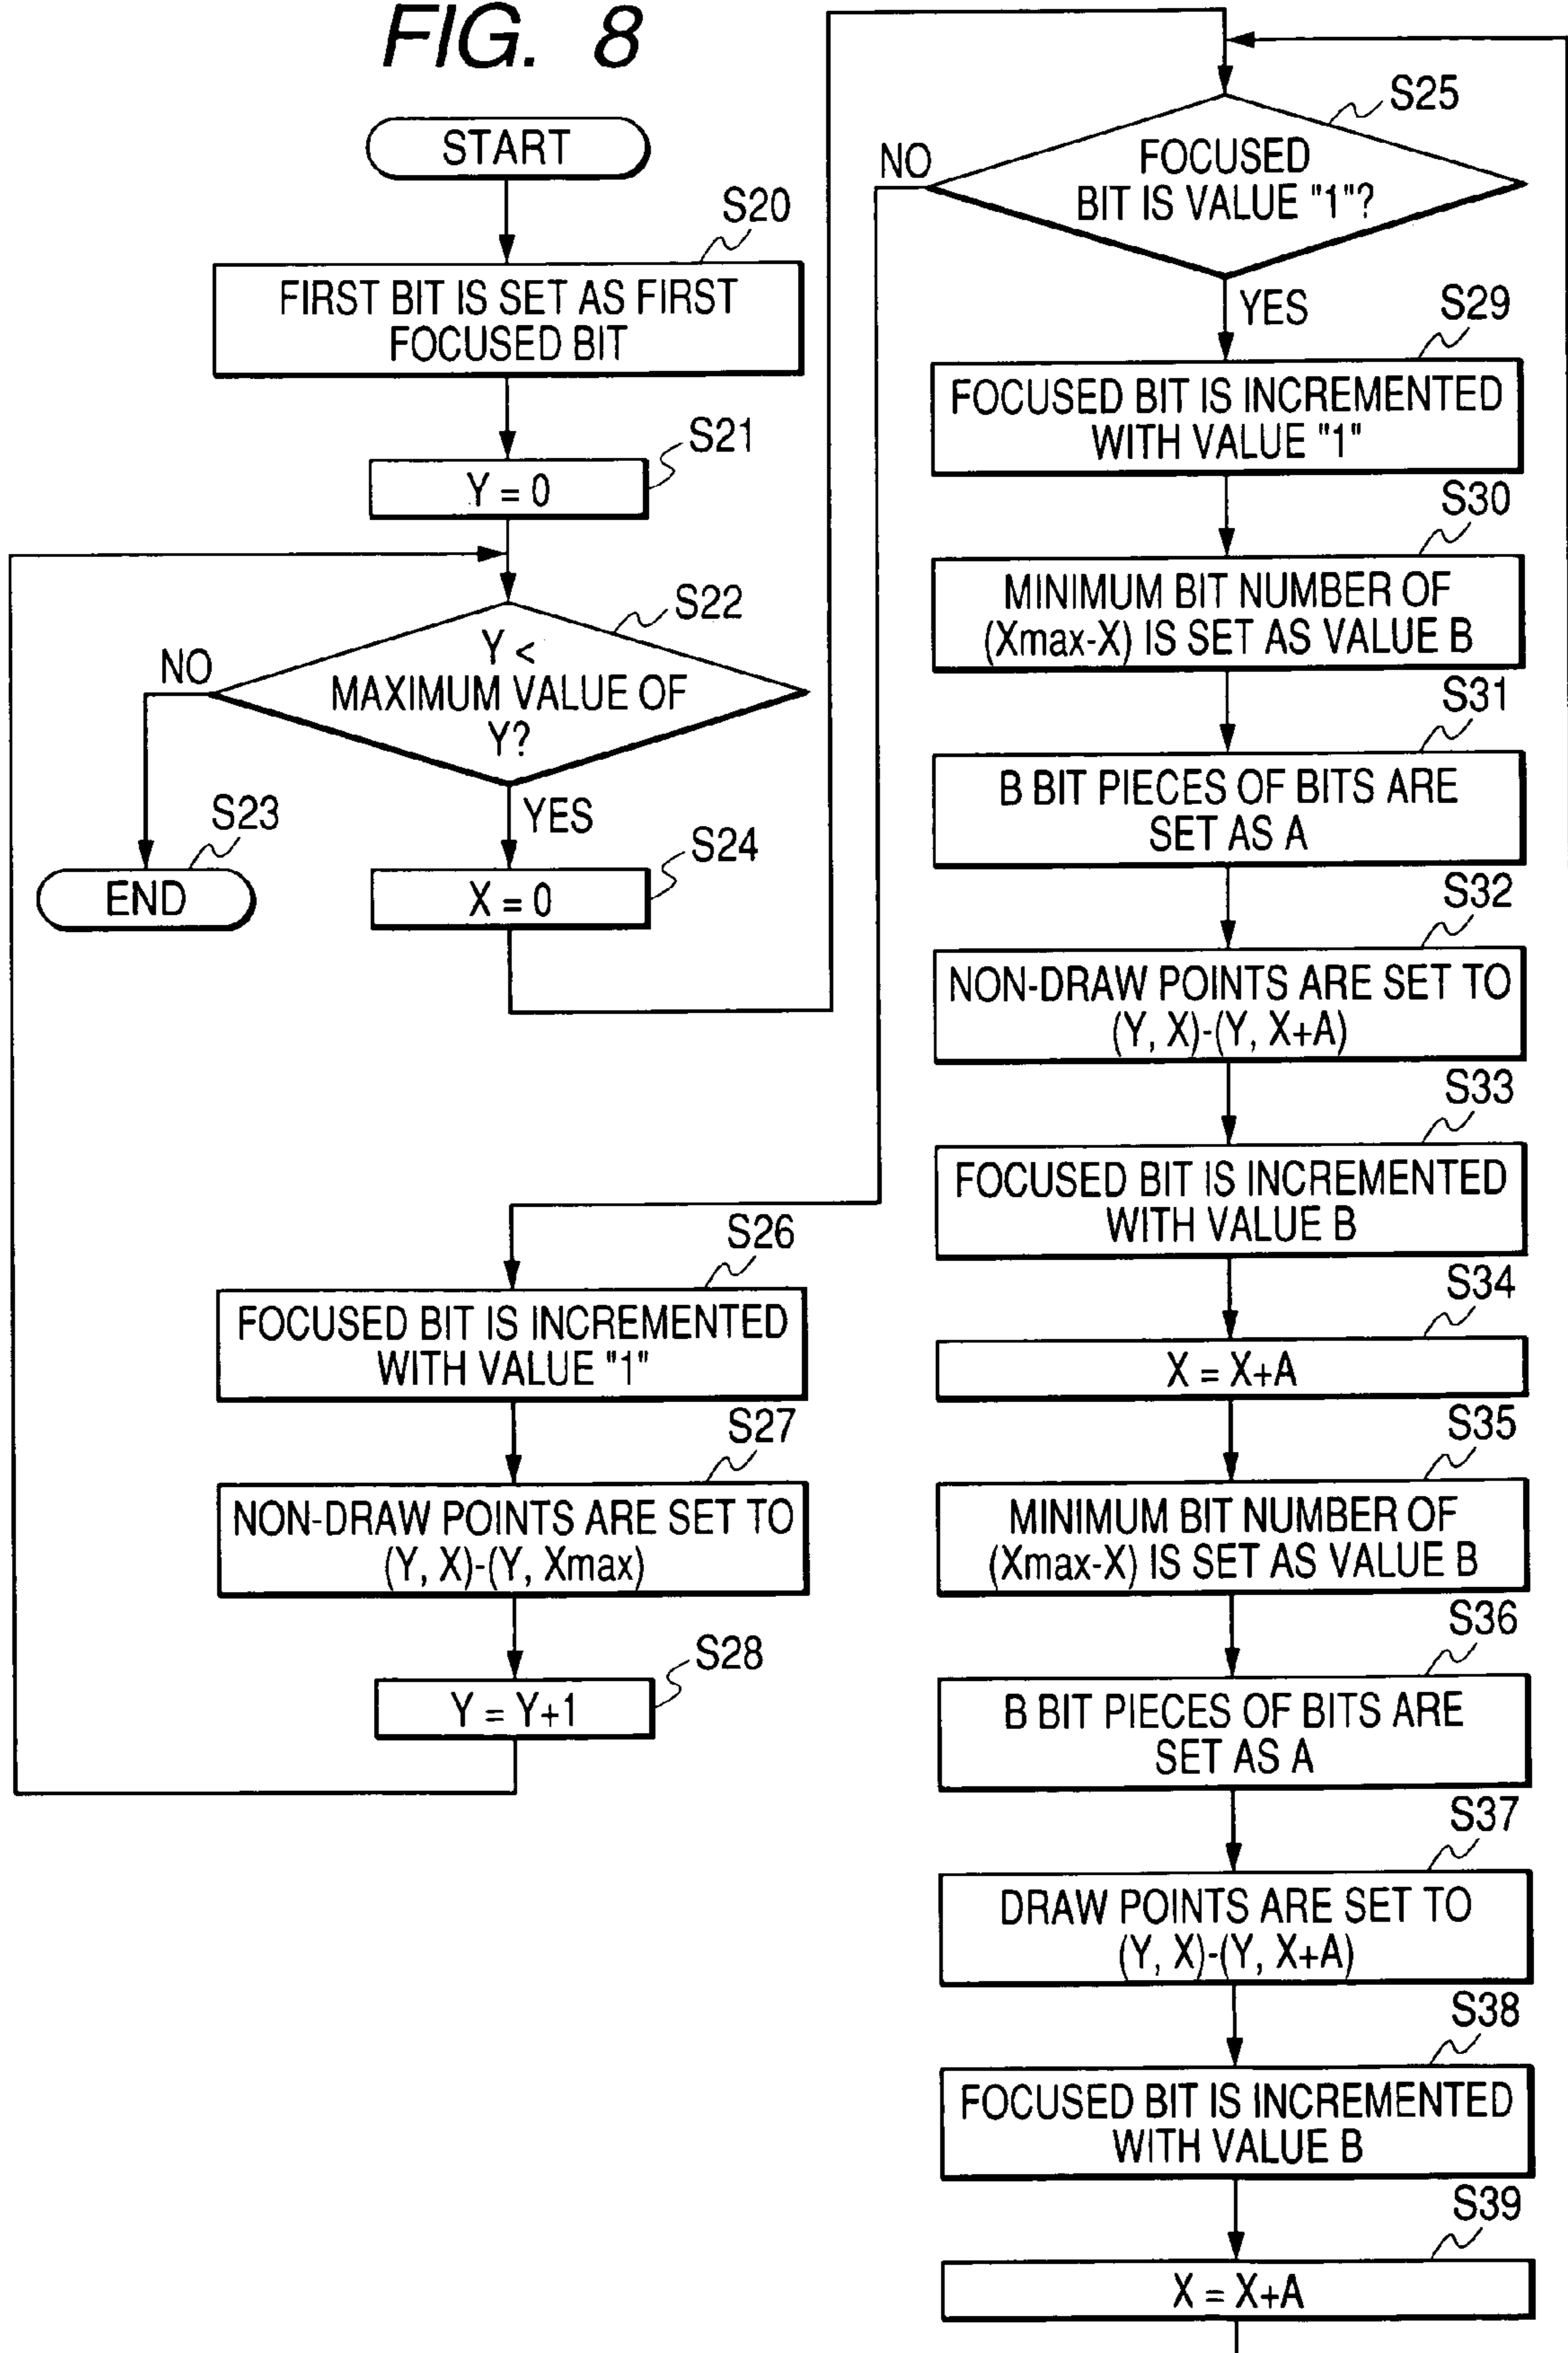 FIG. 8
START
S20
FIRST BIT IS SET AS FIRST
FOCUSED BIT
S21
Y = 0
S22
Y <
MAXIMUM VALUE OF
Y?
NO
YES
S23
END
S24
X = 0
S25
FOCUSED
BIT IS VALUE "1"?
NO
YES
S26
FOCUSED BIT IS INCREMENTED
WITH VALUE "1"
S27
NON-DRAW POINTS ARE SET TO
(Y, X)-(Y, Xmax)
S28
Y = Y+1
S29
FOCUSED BIT IS INCREMENTED
WITH VALUE "1"
S30
MINIMUM BIT NUMBER OF
(Xmax-X) IS SET AS VALUE B
S31
B BIT PIECES OF BITS ARE
SET AS A
S32
NON-DRAW POINTS ARE SET TO
(Y, X)-(Y, X+A)
S33
FOCUSED BIT IS INCREMENTED
WITH VALUE B
S34
X = X+A
S35
MINIMUM BIT NUMBER OF
(Xmax-X) IS SET AS VALUE B
S36
B BIT PIECES OF BITS ARE
SET AS A
S37
DRAW POINTS ARE SET TO
(Y, X)-(Y, X+A)
S38
FOCUSED BIT IS INCREMENTED
WITH VALUE B
S39
X = X+A